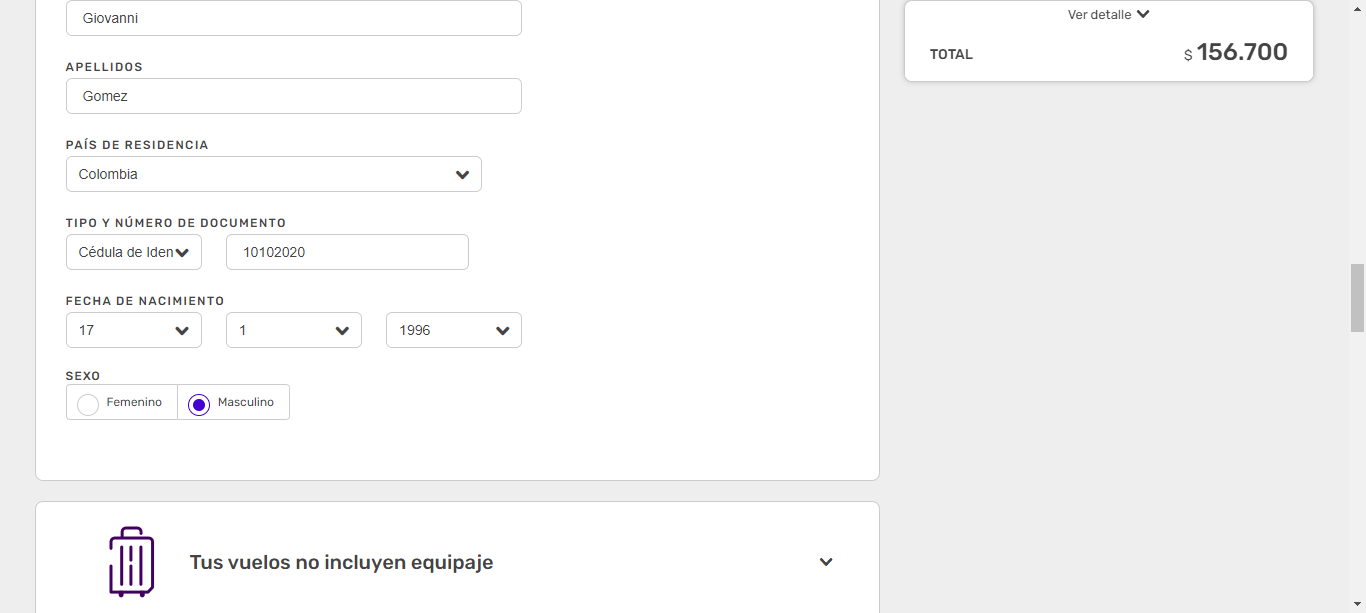 Giovanni
APELLIDOS
Gomez
PAÍS DE RESIDENCIA
Colombia
TIPO Y NÚMERO DE DOCUMENTO
Cédula de Iden 10102020
FECHA DE NACIMIENTO
17 1 1996
SEXO
Femenino Masculino
Tus vuelos no incluyen equipaje
Ver detalle
TOTAL $ 156.700